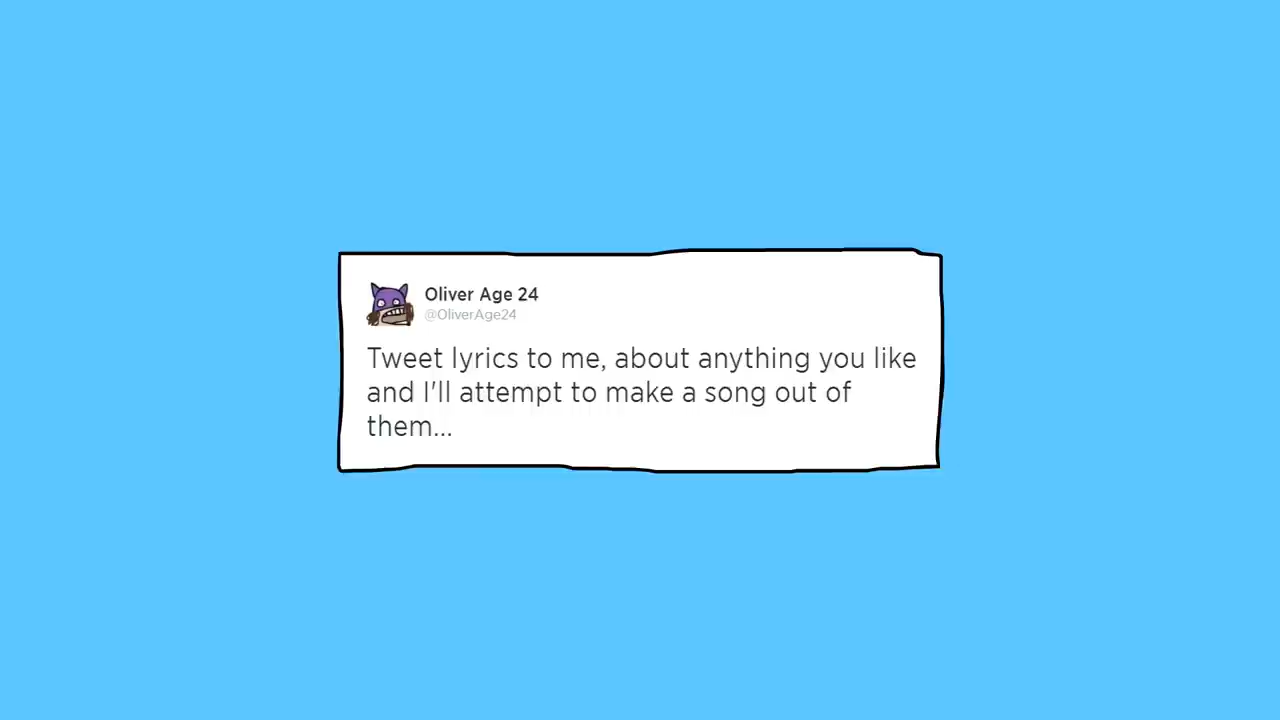 Oliver Age 24
@OliverAge24
Tweet lyrics to me, about anything you like
and I'll attempt to make a song out of
them...